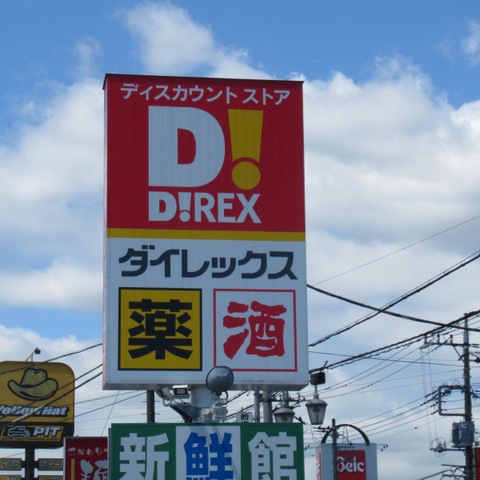 ディスカウント ストア
D!
D!REX
ダイレックス
薬 酒
新鮮館
Yellow Hat
PIT
Belc